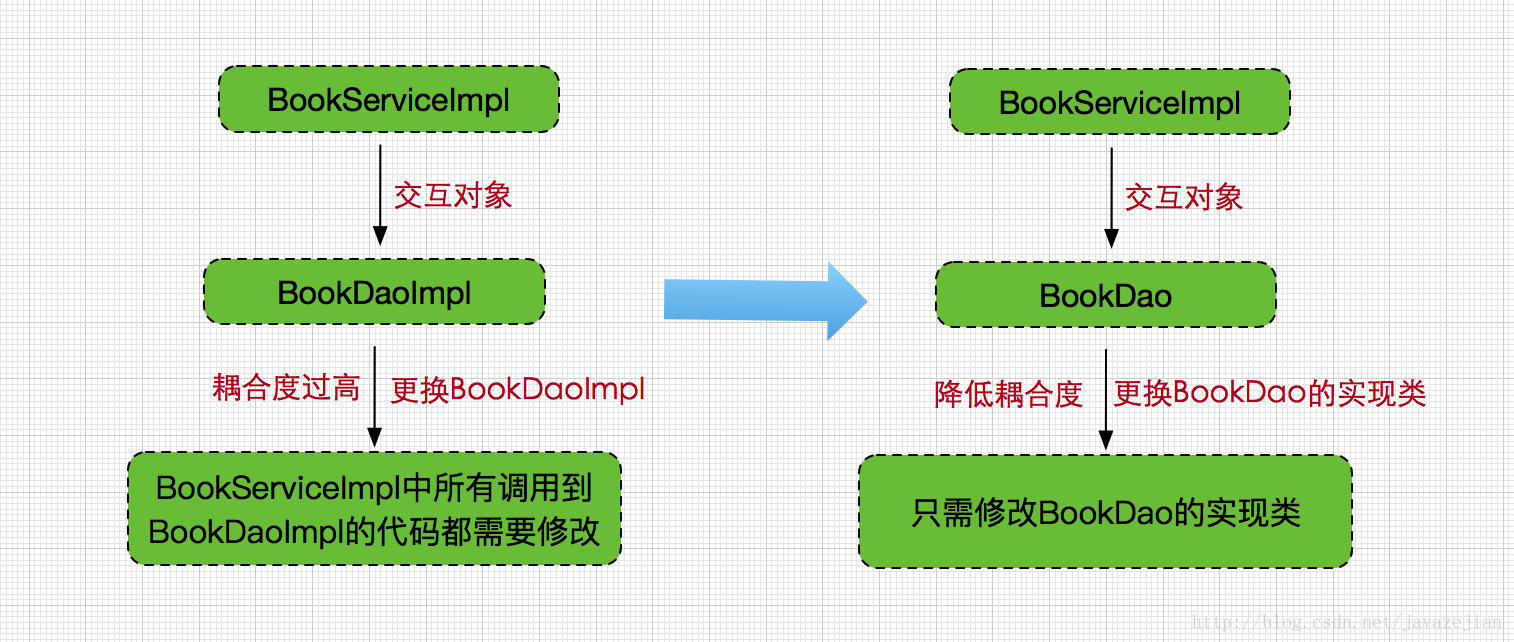 BookServiceImpl
交互对象
BookDaoImpl
耦合度过高
更换BookDaoImpl
BookServiceImpl中所有调用到
BookDaoImpl的代码都需要修改
BookServiceImpl
交互对象
BookDao
降低耦合度
更换BookDao的实现类
只需修改BookDao的实现类
http://blog.csdn.net/javazejian